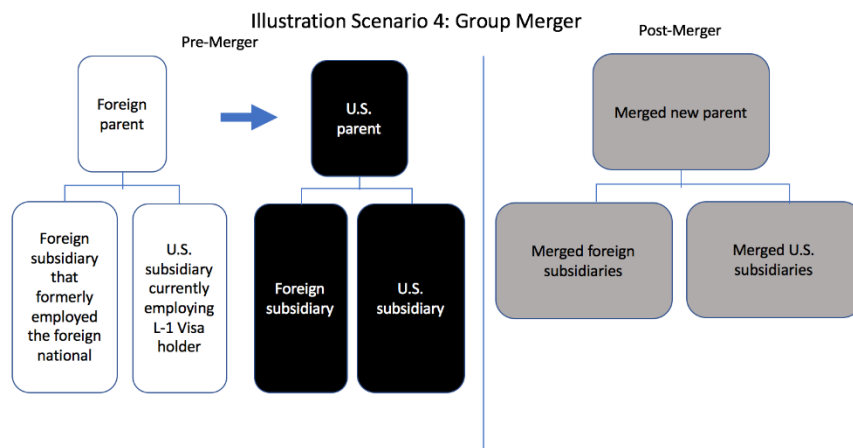 Illustration Scenario 4: Group Merger
Pre-Merger
Post-Merger
Foreign
parent
U.S.
parent
Merged new parent
Foreign
subsidiary
that
formerly
employed
the foreign
national
U.S.
subsidiary
currently
employing
L-1 Visa
holder
Foreign
subsidiary
U.S.
subsidiary
Merged foreign
subsidiaries
Merged U.S.
subsidiaries